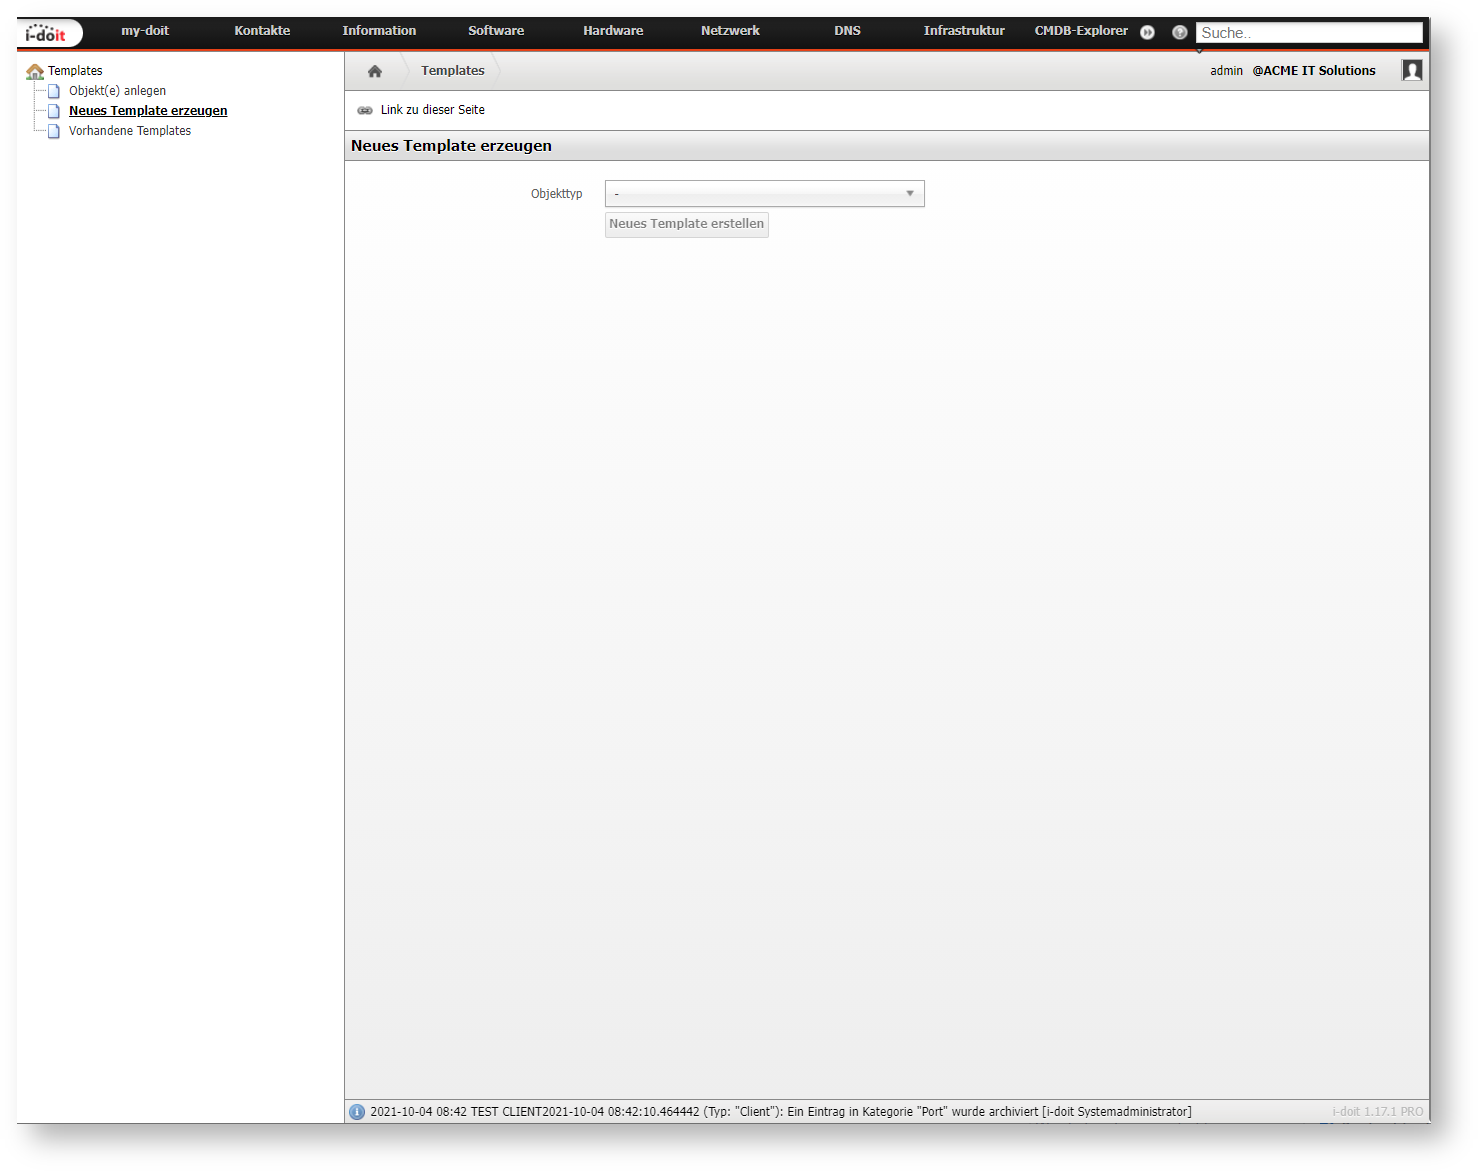 i-doit my-doit Kontakte Information Software Hardware Netzwerk DNS Infrastruktur CMDB-Explorer Suche..
Templates
Objekt(e) anlegen
Neues Template erzeugen
Vorhandene Templates
Templates admin @ACME IT Solutions
Link zu dieser Seite
Neues Template erzeugen
Objekttyp -
Neues Template erstellen
2021-10-04 08:42 TEST CLIENT2021-10-04 08:42:10.464442 (Typ: "Client"): Ein Eintrag in Kategorie "Port" wurde archiviert [i-doit Systemadministrator] i-doit 1.17.1 PRO